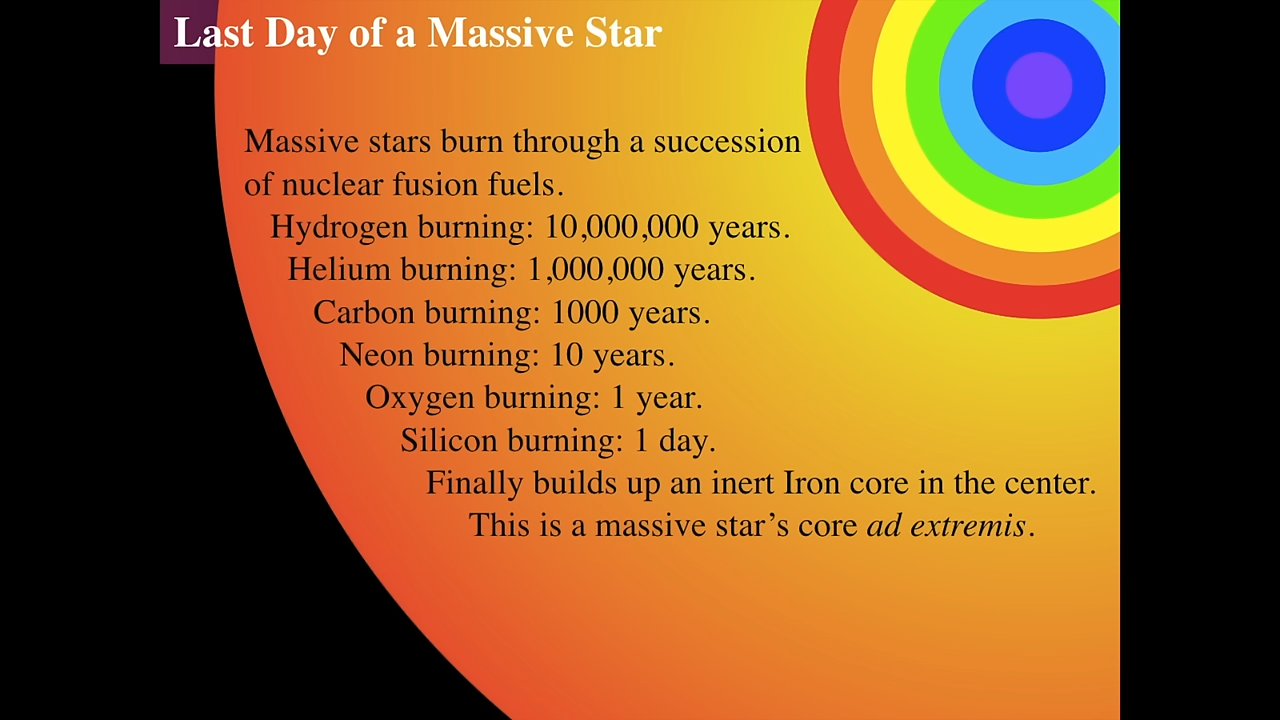 Last Day of a Massive Star
Massive stars burn through a succession
of nuclear fusion fuels.
Hydrogen burning: 10,000,000 years.
Helium burning: 1,000,000 years.
Carbon burning: 1000 years.
Neon burning: 10 years.
Oxygen burning: 1 year.
Silicon burning: 1 day.
Finally builds up an inert Iron core in the center.
This is a massive star’s core ad extremis.